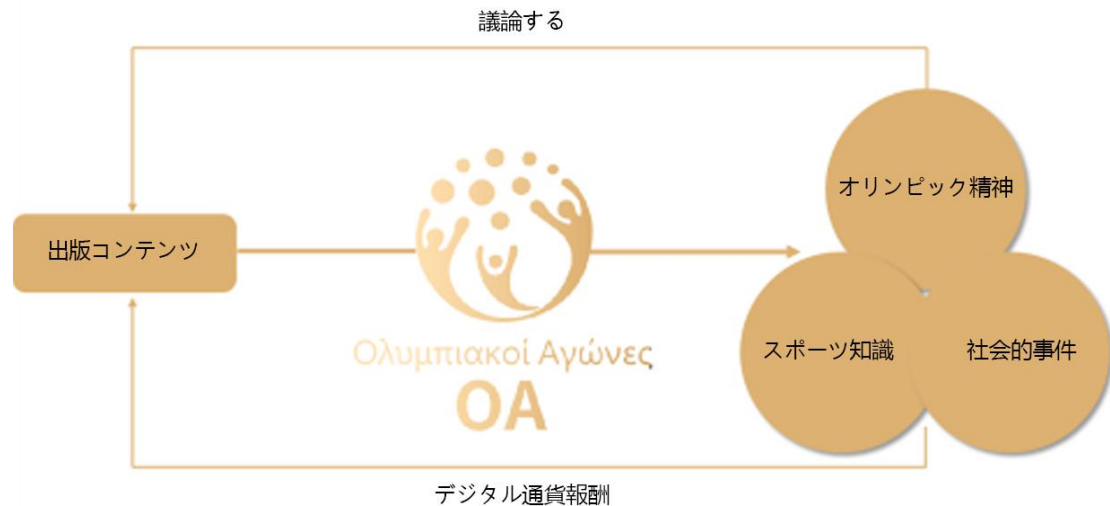 議論する
オリンピック精神
出版コンテンツ
スポーツ知識
社会的事件
Ολυμπιακοί Αγώνες
OA
デジタル通貨報酬